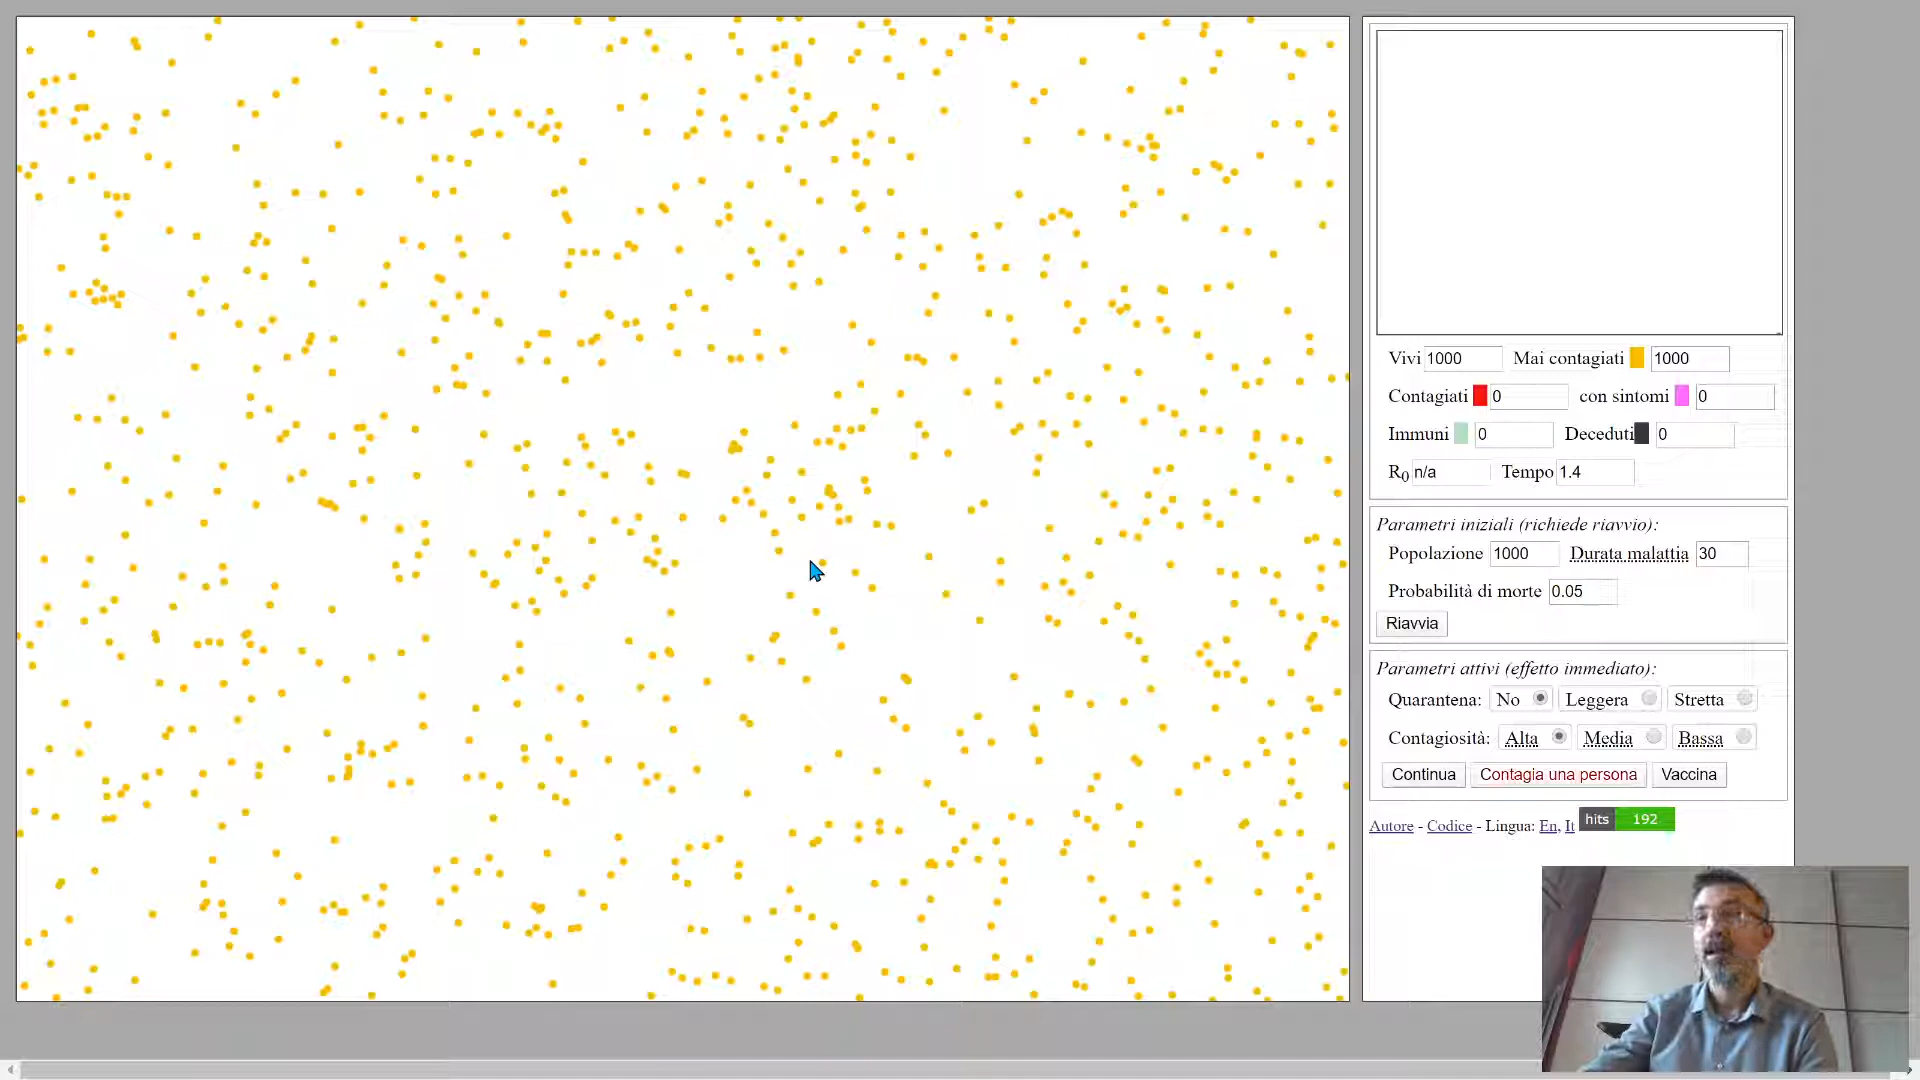 Vivi 1000 Mai contagiati 1000
Contagiati 0 con sintomi 0
Immuni 0 Deceduti 0
R0 n/a Tempo 1.4
Parametri iniziali (richiede riavvio):
Popolazione 1000 Durata malattia 30
Probabilità di morte 0.05
Riavvia
Parametri attivi (effetto immediato):
Quarantena: No Leggera Stretta
Contagiosità: Alta Media Bassa
Continua Contagia una persona Vaccina
Autore - Codice - Lingua: En, It hits 192